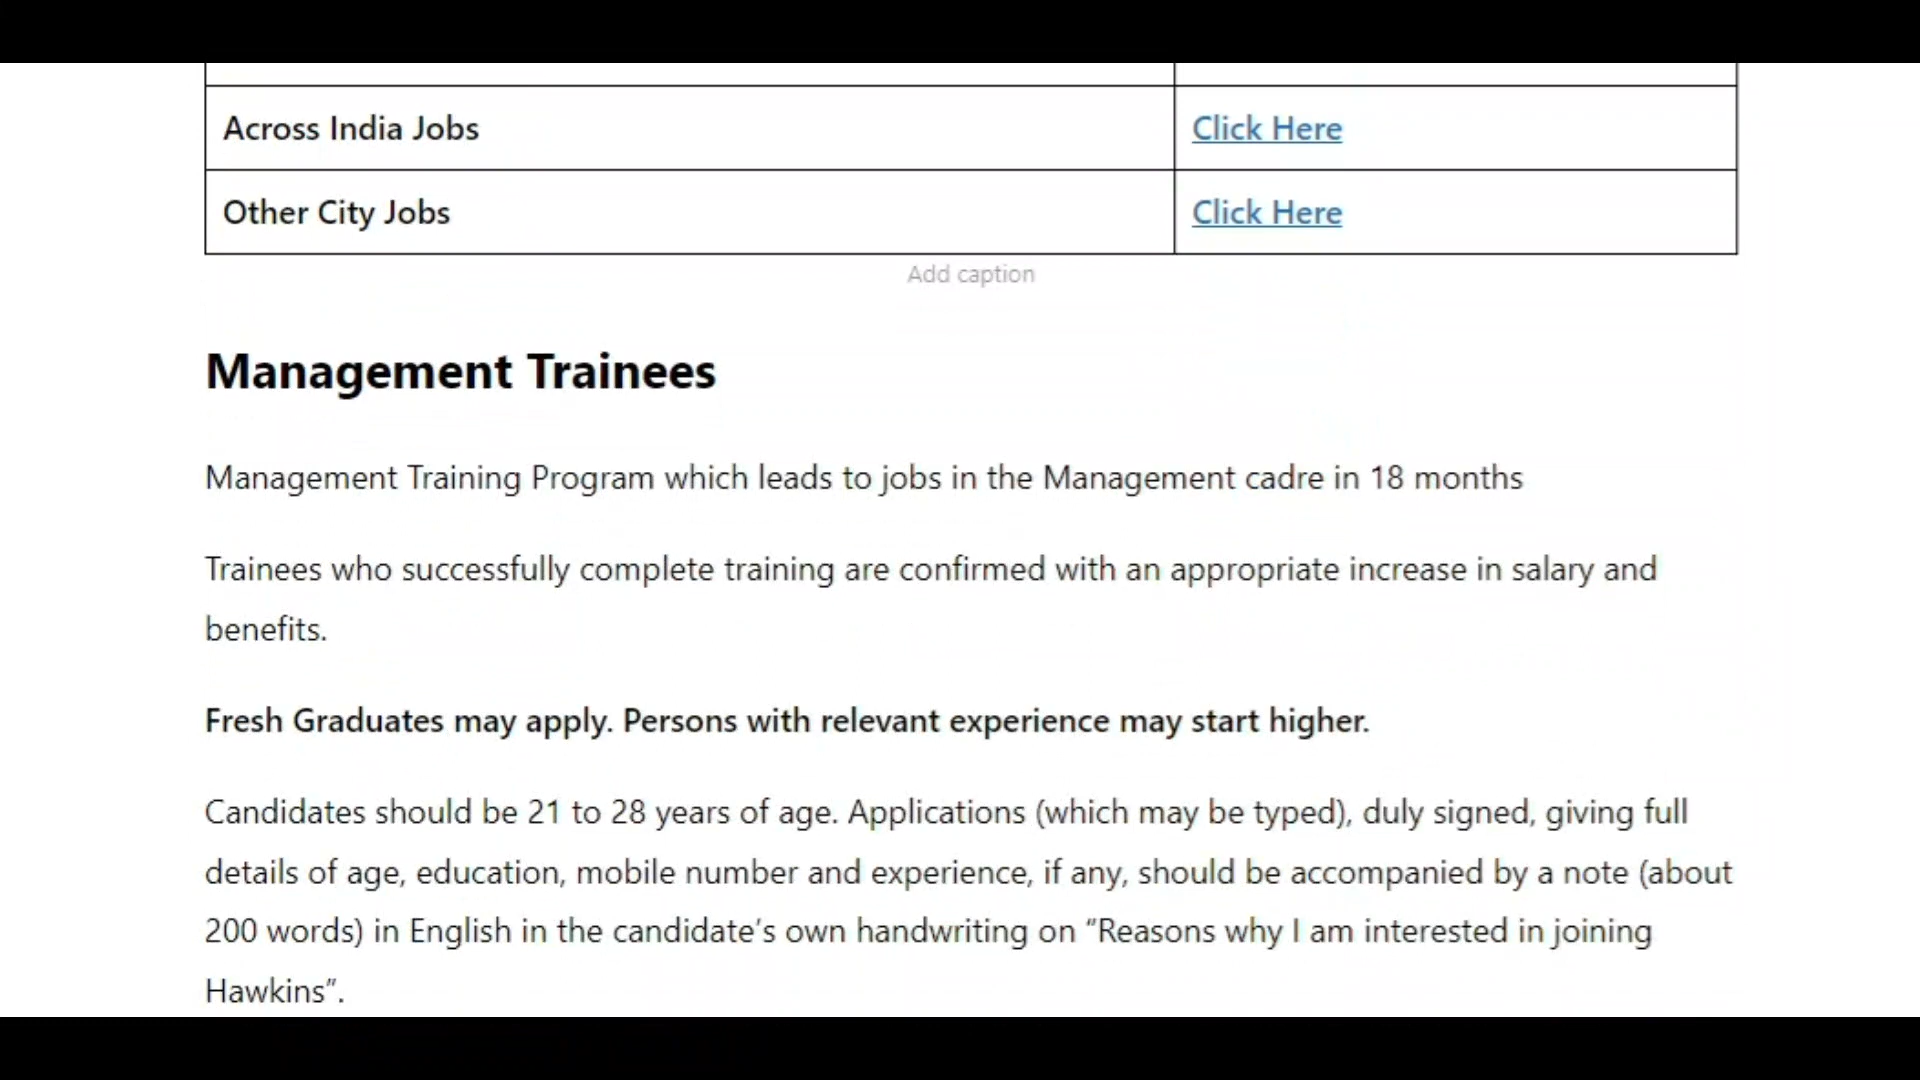 Across India Jobs
Click Here
Other City Jobs
Click Here
Add caption
Management Trainees
Management Training Program which leads to jobs in the Management cadre in 18 months
Trainees who successfully complete training are confirmed with an appropriate increase in salary and
benefits.
Fresh Graduates may apply. Persons with relevant experience may start higher.
Candidates should be 21 to 28 years of age. Applications (which may be typed), duly signed, giving full
details of age, education, mobile number and experience, if any, should be accompanied by a note (about
200 words) in English in the candidate’s own handwriting on “Reasons why I am interested in joining
Hawkins”.